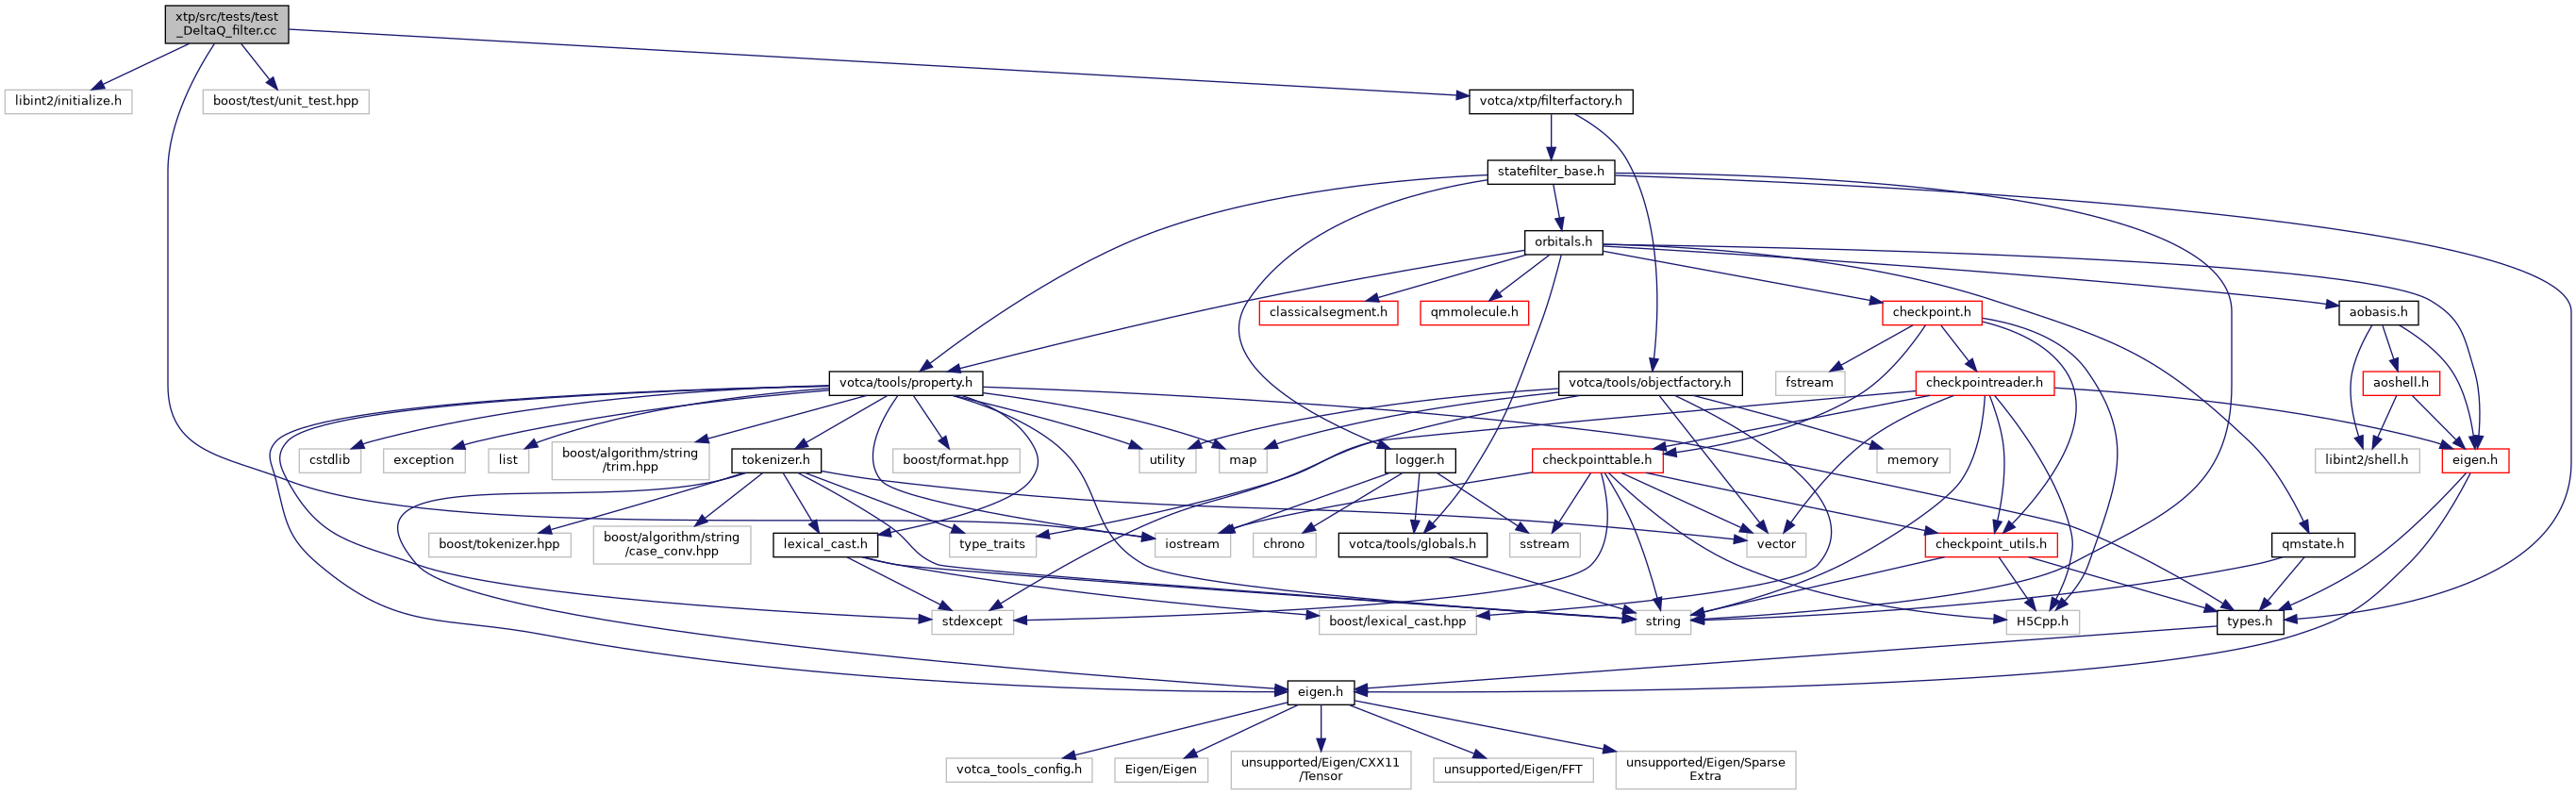 xtp/src/tests/test
_DeltaQ_filter.cc
libint2/initialize.h
boost/test/unit_test.hpp
votca/xtp/filterfactory.h
statefilter_base.h
orbitals.h
classicalsegment.h
qmmolecule.h
checkpoint.h
aobasis.h
votca/tools/property.h
votca/tools/objectfactory.h
fstream
checkpointreader.h
aoshell.h
cstdlib
exception
list
boost/algorithm/string
/trim.hpp
tokenizer.h
boost/format.hpp
utility
map
logger.h
checkpointtable.h
memory
libint2/shell.h
eigen.h
boost/tokenizer.hpp
boost/algorithm/string
/case_conv.hpp
lexical_cast.h
type_traits
iostream
chrono
votca/tools/globals.h
sstream
vector
checkpoint_utils.h
qmstate.h
stdexcept
boost/lexical_cast.hpp
string
H5Cpp.h
types.h
eigen.h
votca_tools_config.h
Eigen/Eigen
unsupported/Eigen/CXX11
/Tensor
unsupported/Eigen/FFT
unsupported/Eigen/Sparse
Extra